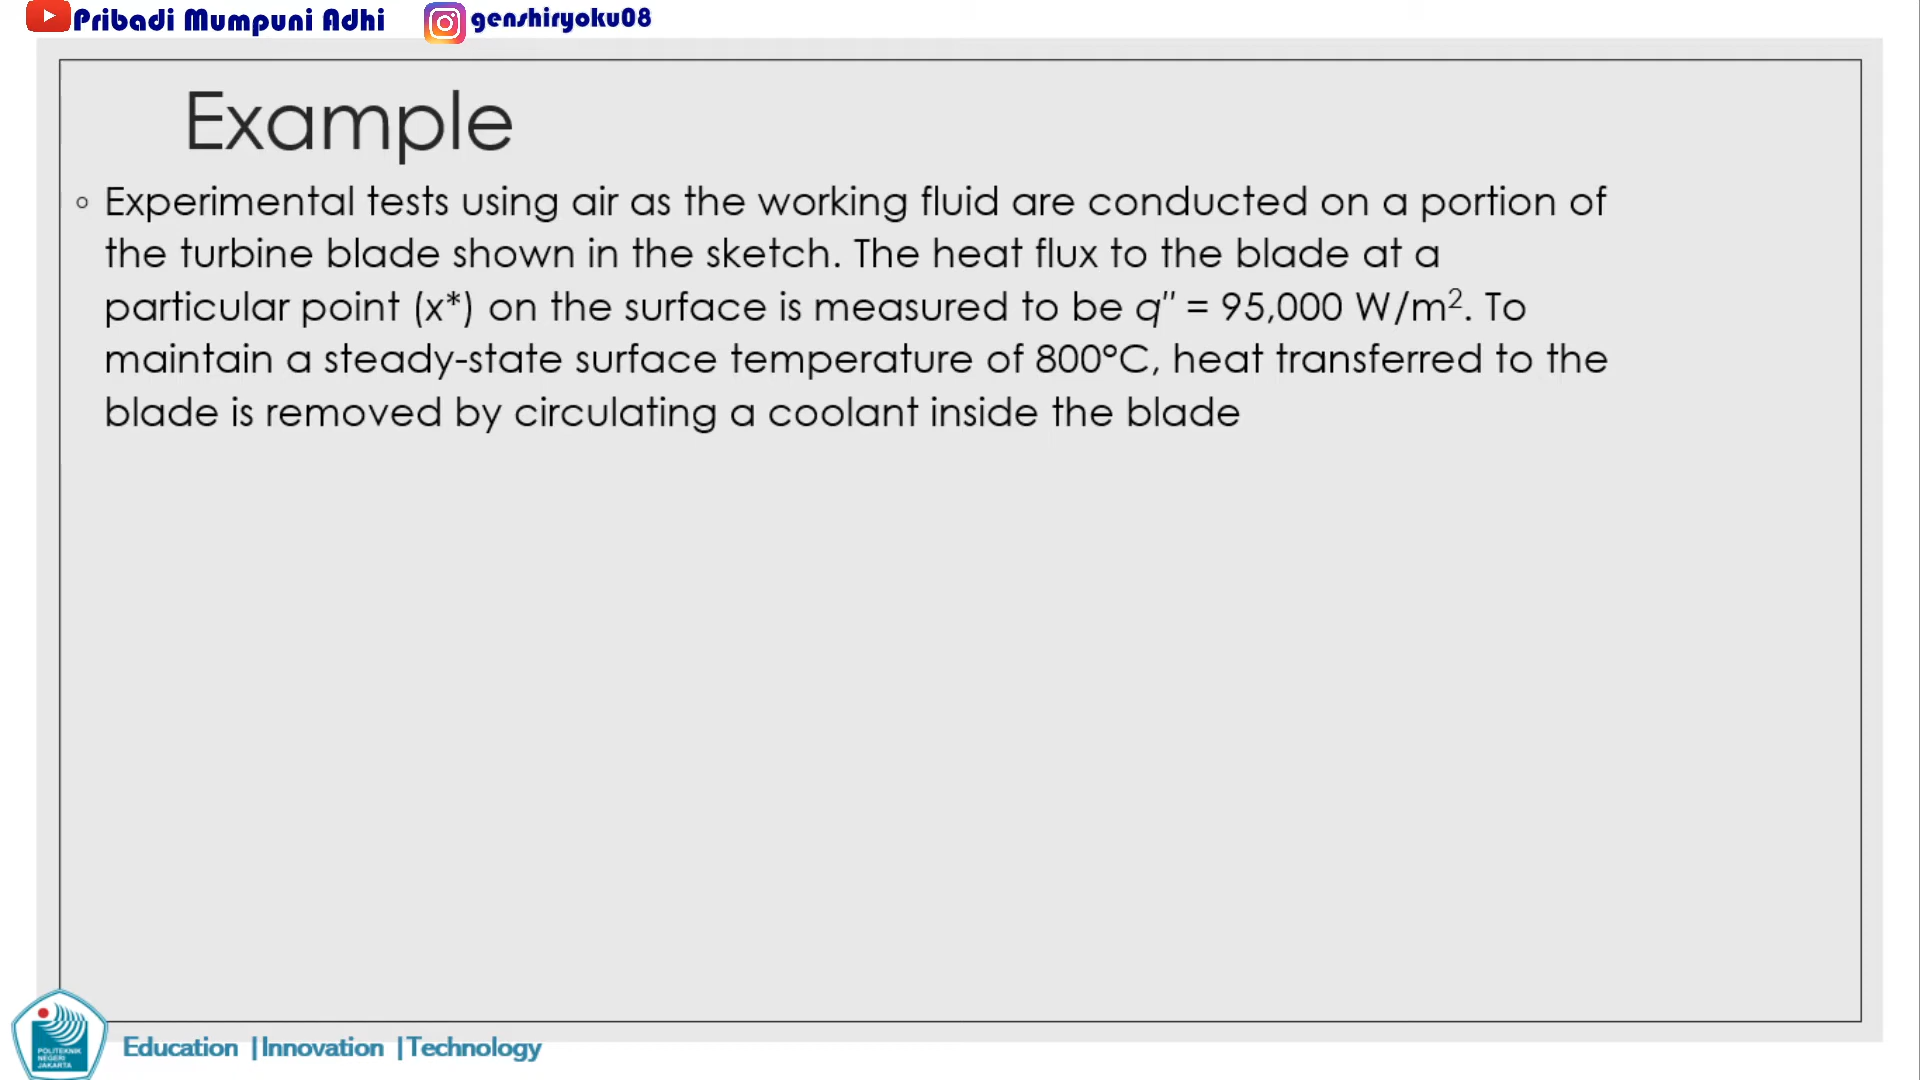 Pribadi Mumpuni Adhi genshiryoku08
Example
◦ Experimental tests using air as the working fluid are conducted on a portion of
the turbine blade shown in the sketch. The heat flux to the blade at a
particular point (x*) on the surface is measured to be q″ = 95,000 W/m². To
maintain a steady-state surface temperature of 800°C, heat transferred to the
blade is removed by circulating a coolant inside the blade
POLITEKNIK
NEGERI
JAKARTA
Education |Innovation |Technology